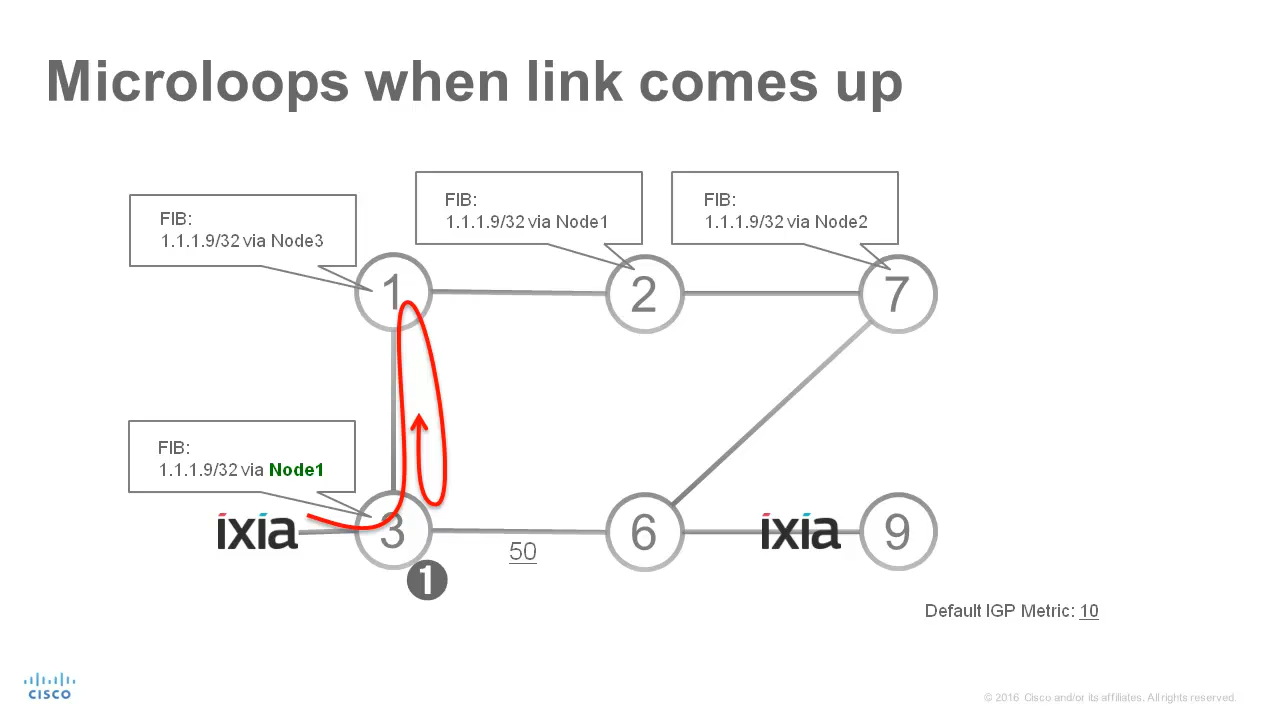 Microloops when link comes up
FIB:
1.1.1.9/32 via Node3
FIB:
1.1.1.9/32 via Node1
FIB:
1.1.1.9/32 via Node2
1
2
7
FIB:
1.1.1.9/32 via Node1
ixia
3
6
ixia
9
50
1
Default IGP Metric: 10
CISCO
© 2016 Cisco and/or its affiliates. All rights reserved.